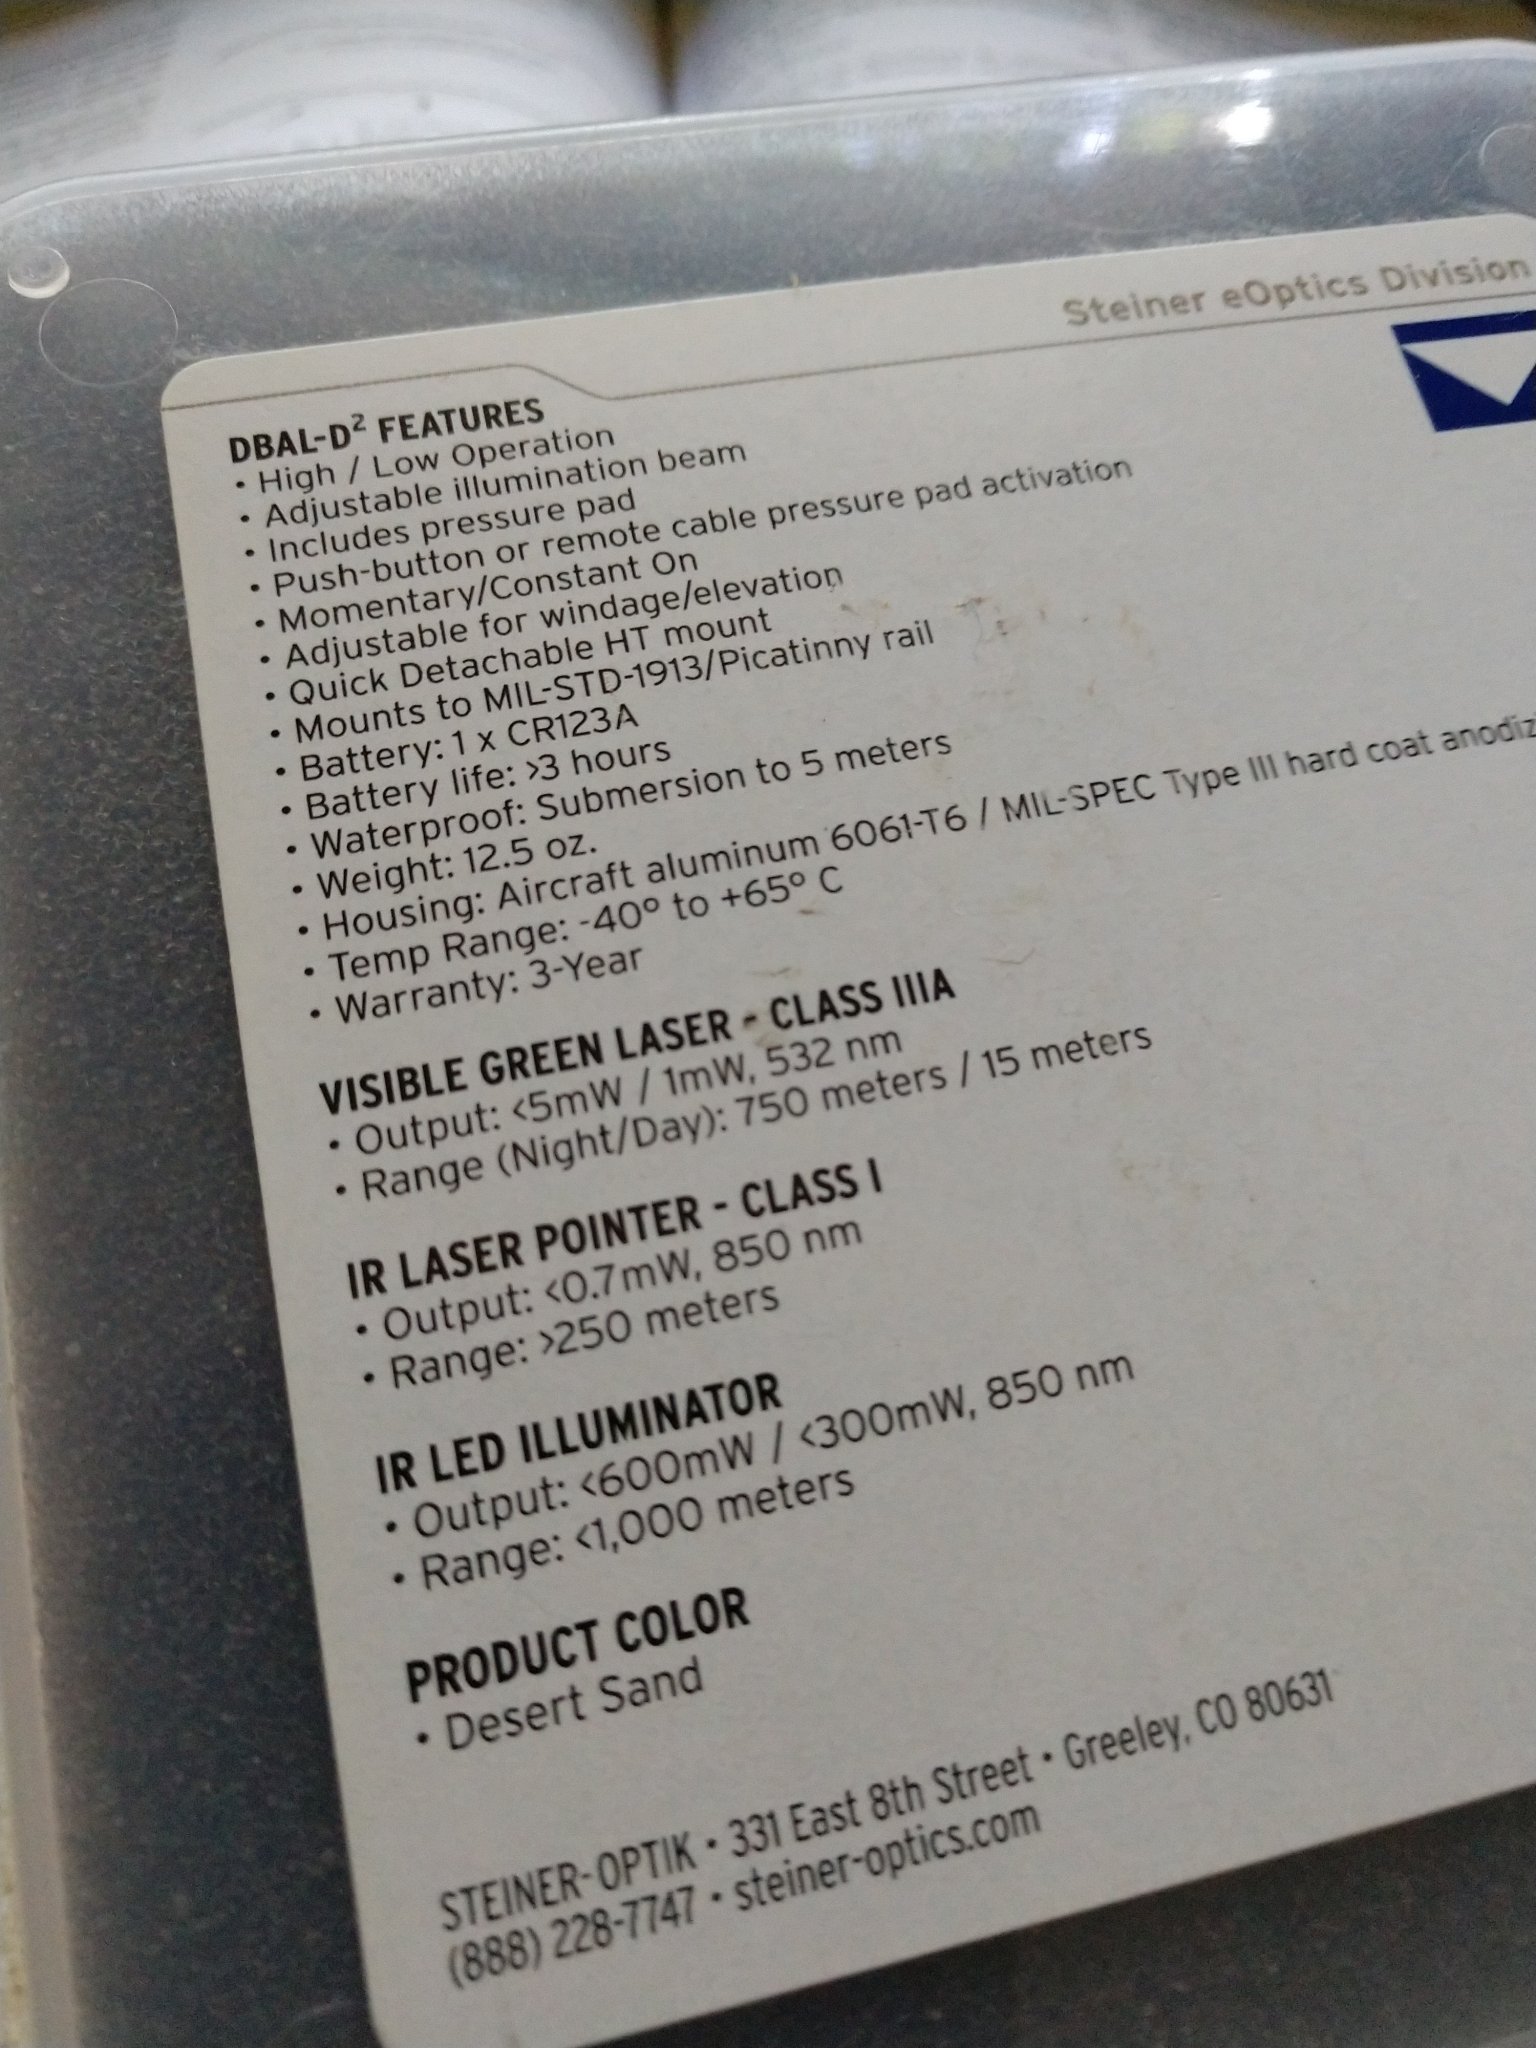 Steiner eOptics Division
DBAL-D² FEATURES
• High / Low Operation
• Adjustable illumination beam
• Includes pressure pad
• Push-button or remote cable pressure pad activation
• Momentary/Constant On
• Adjustable for windage/elevation
• Quick Detachable HT mount
• Mounts to MIL-STD-1913/Picatinny rail
• Battery: 1 x CR123A
• Battery life: >3 hours
• Waterproof: Submersion to 5 meters
• Weight: 12.5 oz.
• Housing: Aircraft aluminum 6061-T6 / MIL-SPEC Type III hard coat anodiz
• Temp Range: -40° to +65° C
• Warranty: 3-Year
VISIBLE GREEN LASER - CLASS IIIA
• Output: <5mW / 1mW, 532 nm
• Range (Night/Day): 750 meters / 15 meters
IR LASER POINTER - CLASS I
• Output: <0.7mW, 850 nm
• Range: >250 meters
IR LED ILLUMINATOR
• Output: <600mW / <300mW, 850 nm
• Range: <1,000 meters
PRODUCT COLOR
• Desert Sand
STEINER-OPTIK • 331 East 8th Street • Greeley, CO 80631
(888) 228-7747 • steiner-optics.com